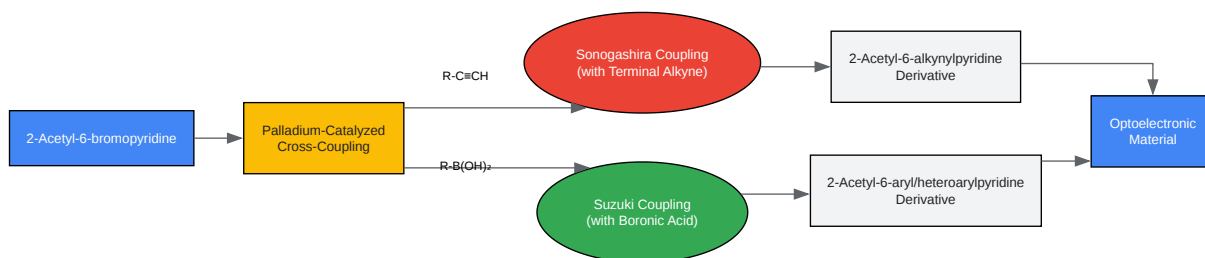 2-Acetyl-6-bromopyridine
Palladium-Catalyzed
Cross-Coupling
R-C≡CH
R-B(OH)₂
Sonogashira Coupling
(with Terminal Alkyne)
Suzuki Coupling
(with Boronic Acid)
2-Acetyl-6-alkynylpyridine
Derivative
2-Acetyl-6-aryl/heteroarylpyridine
Derivative
Optoelectronic
Material